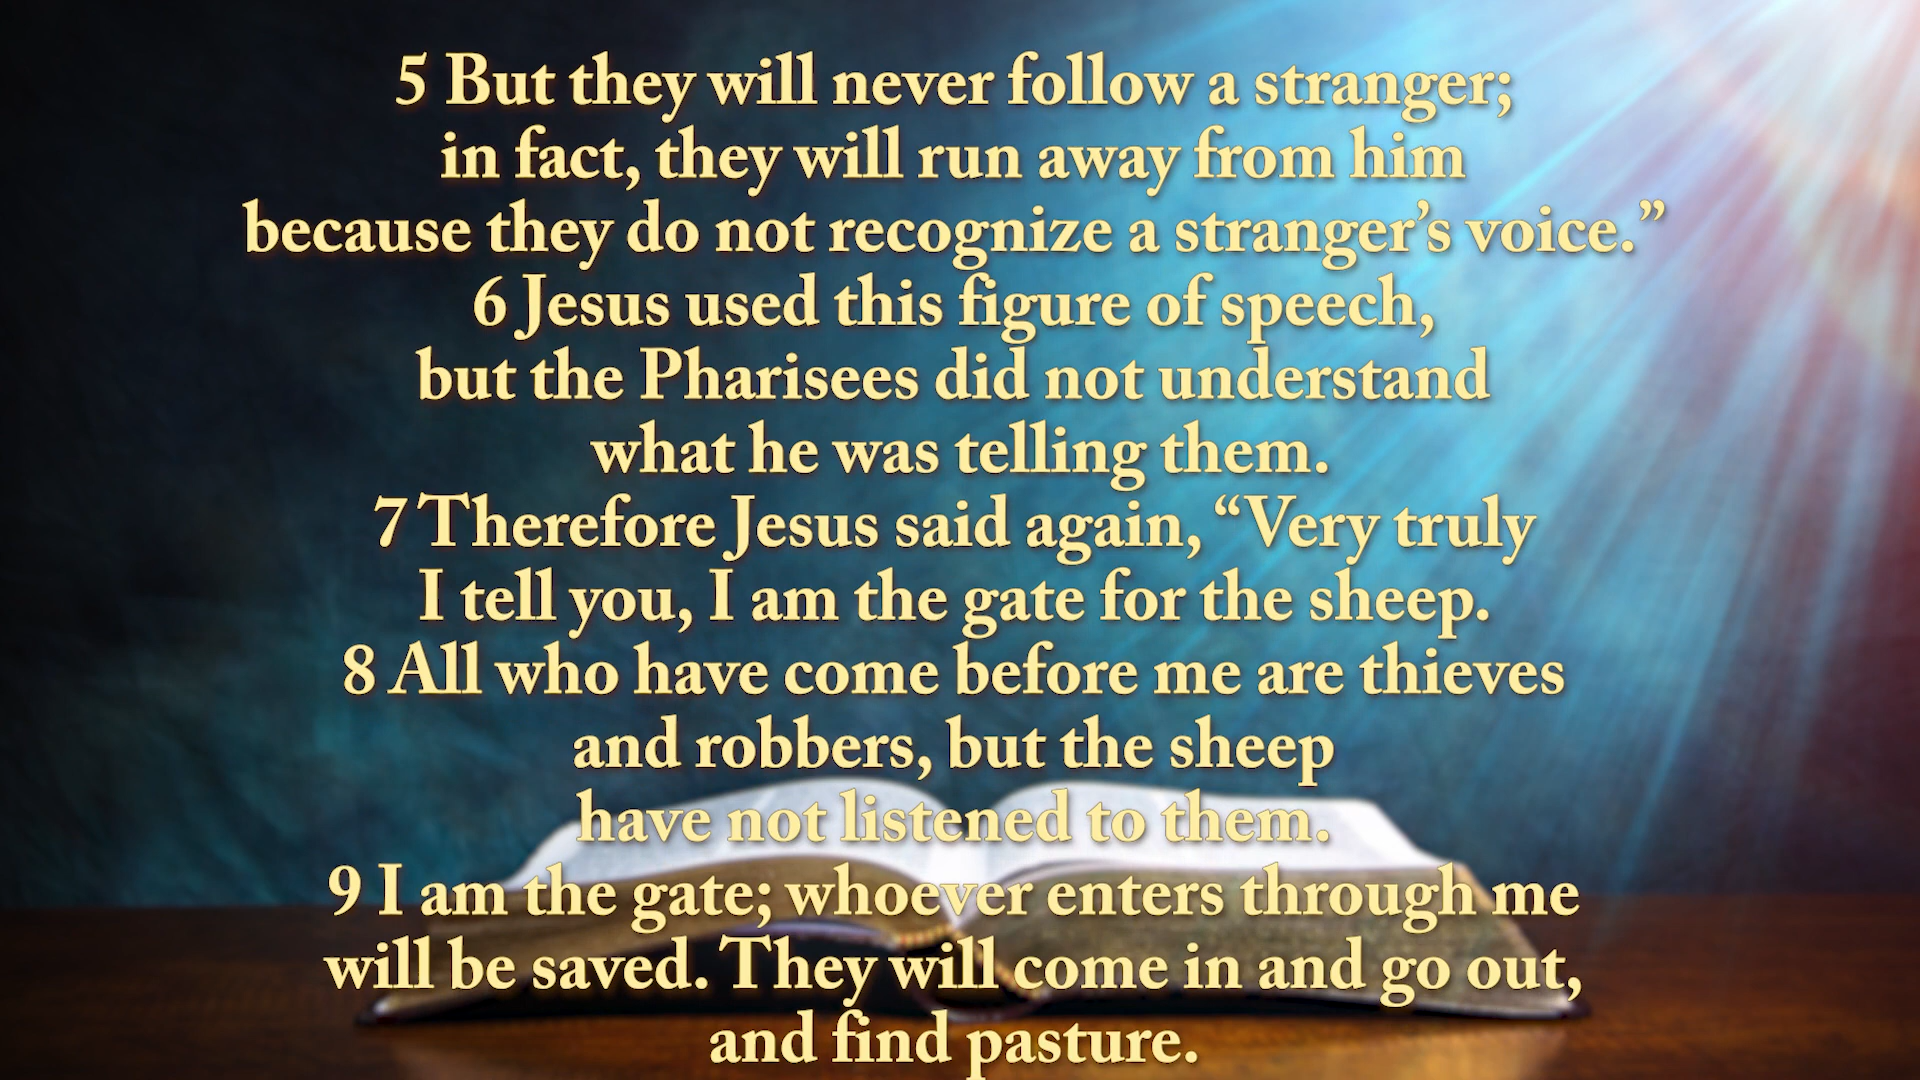 5 But they will never follow a stranger;
in fact, they will run away from him
because they do not recognize a stranger’s voice.”
6 Jesus used this figure of speech,
but the Pharisees did not understand
what he was telling them.
7 Therefore Jesus said again, “Very truly
I tell you, I am the gate for the sheep.
8 All who have come before me are thieves
and robbers, but the sheep
have not listened to them.
9 I am the gate; whoever enters through me
will be saved. They will come in and go out,
and find pasture.